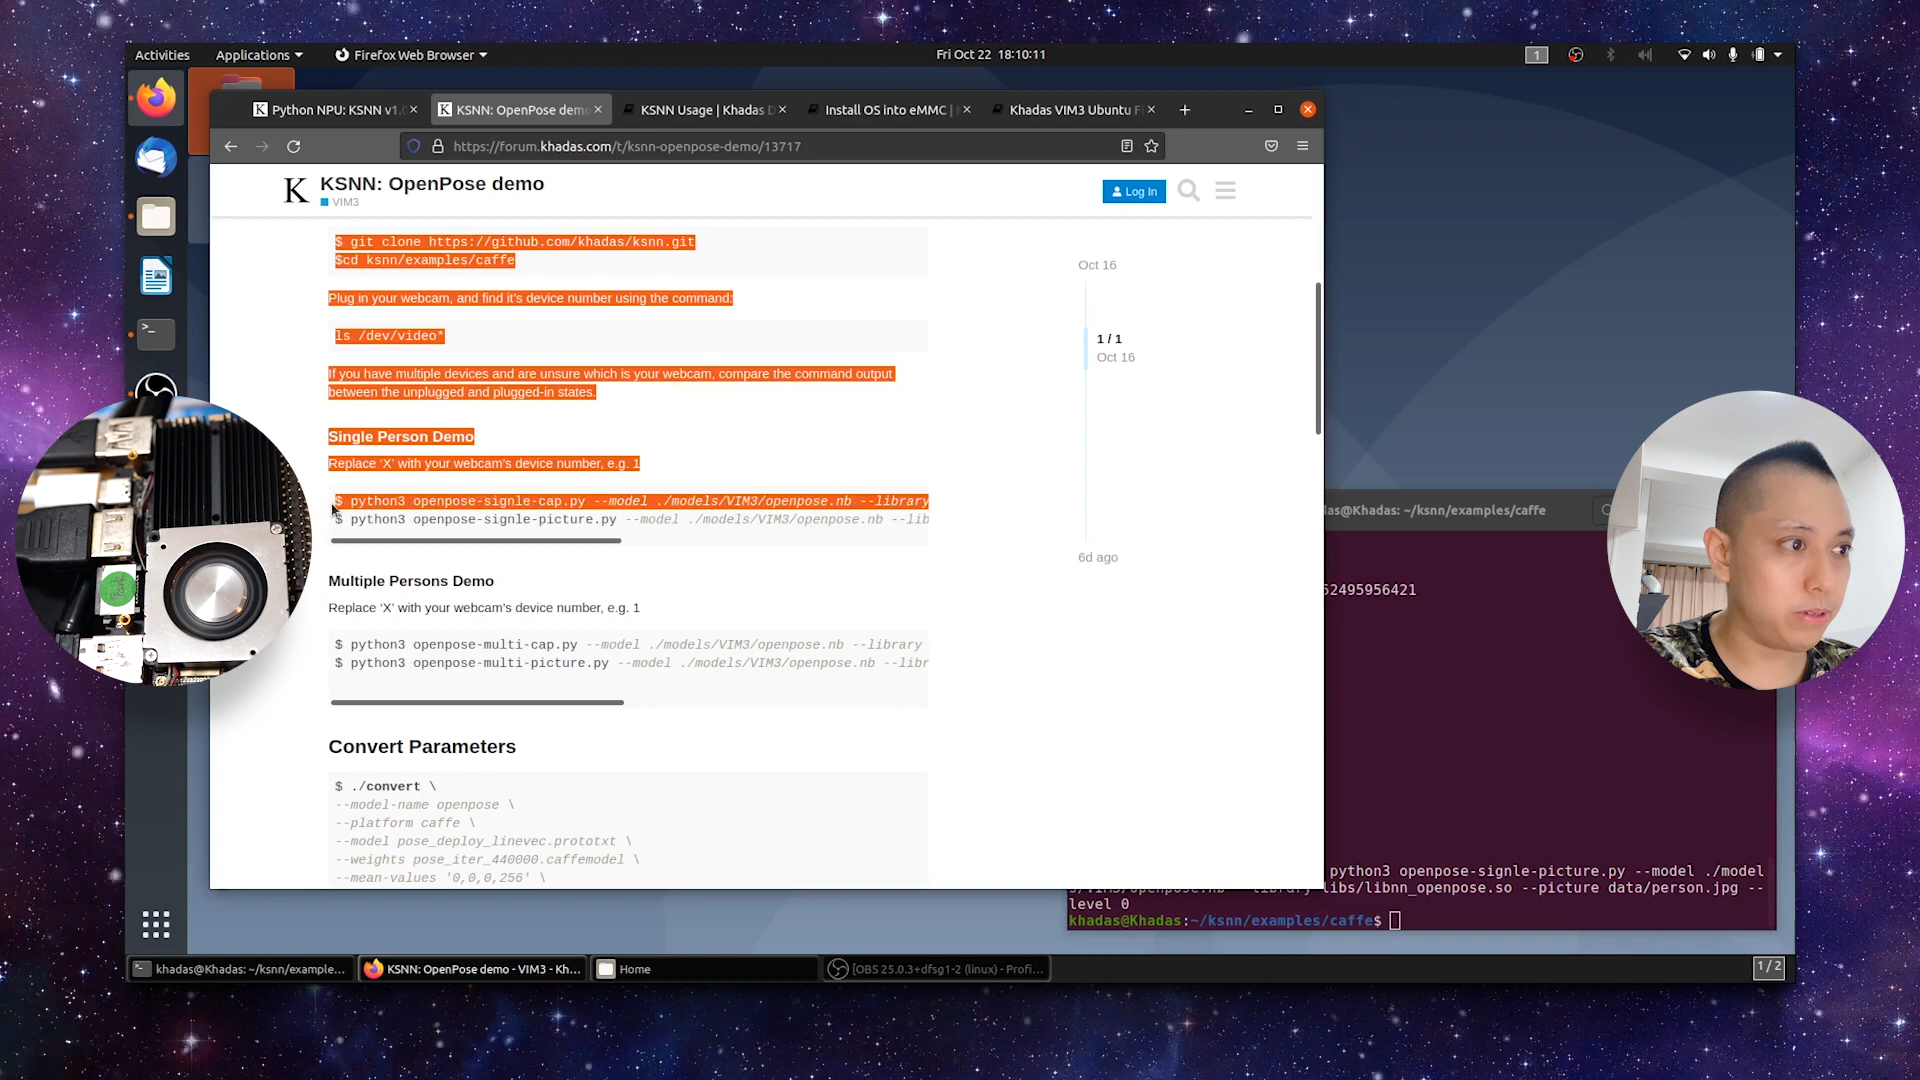 Activities Applications Firefox Web Browser Fri Oct 22 18:10:11 1
Python NPU: KSNN v1. KSNN: OpenPose demo KSNN Usage | Khadas D Install OS into eMMC | Khadas VIM3 Ubuntu Fi
https://forum.khadas.com/t/ksnn-openpose-demo/13717
K KSNN: OpenPose demo
VIM3
Log In
$ git clone https://github.com/khadas/ksnn.git
$cd ksnn/examples/caffe
Plug in your webcam, and find it's device number using the command:
ls /dev/video*
If you have multiple devices and are unsure which is your webcam, compare the command output
between the unplugged and plugged-in states.
Single Person Demo
Replace 'X' with your webcam's device number, e.g. 1
$ python3 openpose-signle-cap.py --model ./models/VIM3/openpose.nb --library
$ python3 openpose-signle-picture.py --model ./models/VIM3/openpose.nb --lib
Multiple Persons Demo
Replace 'X' with your webcam's device number, e.g. 1
$ python3 openpose-multi-cap.py --model ./models/VIM3/openpose.nb --library
$ python3 openpose-multi-picture.py --model ./models/VIM3/openpose.nb --libr
Convert Parameters
$ ./convert \
--model-name openpose \
--platform caffe \
--model pose_deploy_linevec.prototxt \
--weights pose_iter_440000.caffemodel \
--mean-values '0,0,0,256' \
Oct 16
1 / 1
Oct 16
6d ago
das@Khadas: ~/ksnn/examples/caffe
52495956421
python3 openpose-signle-picture.py --model ./model
s/VIM3/openpose.nb --library libs/libnn_openpose.so --picture data/person.jpg --
level 0
khadas@Khadas:~/ksnn/examples/caffe$
khadas@Khadas: ~/ksnn/example... KSNN: OpenPose demo - VIM3 - Kh... Home [OBS 25.0.3+dfsg1-2 (linux) - Profi... 1 / 2